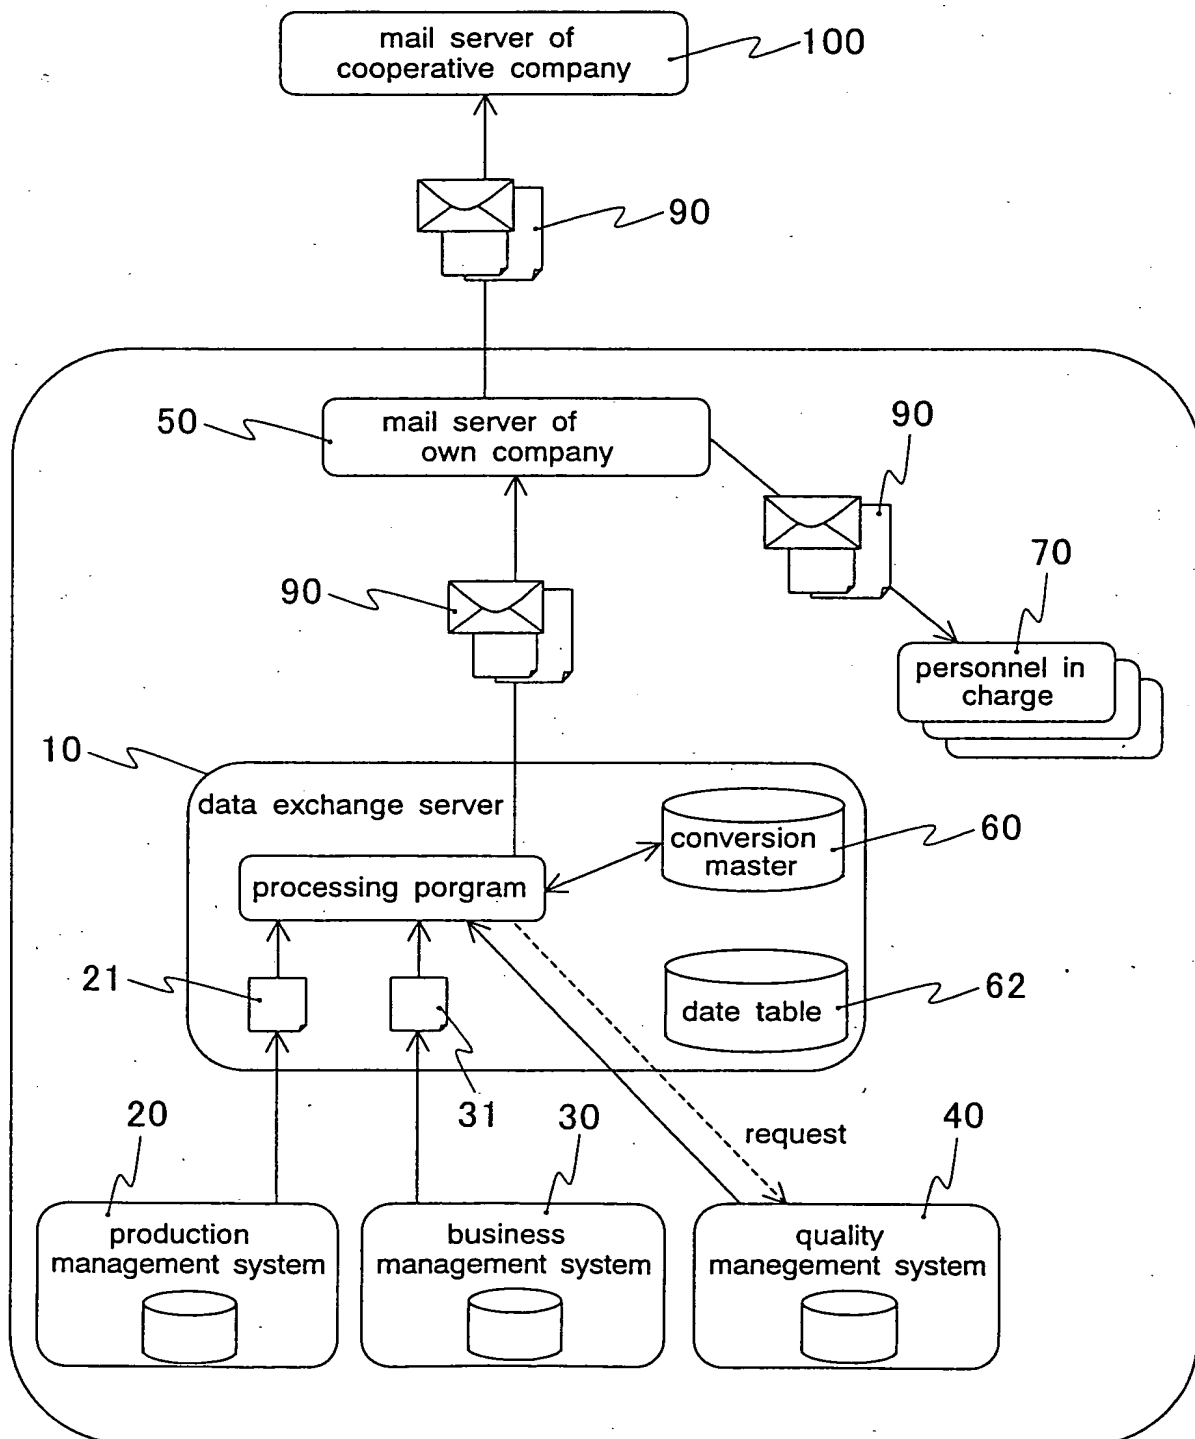 mail server of
cooperative company
100
90
50
mail server of
own company
90
90
70
personnel in
charge
10
data exchange server
conversion
master
60
processing porgram
21
31
date table
62
request
20
30
40
production
management system
business
management system
quality
manegement system